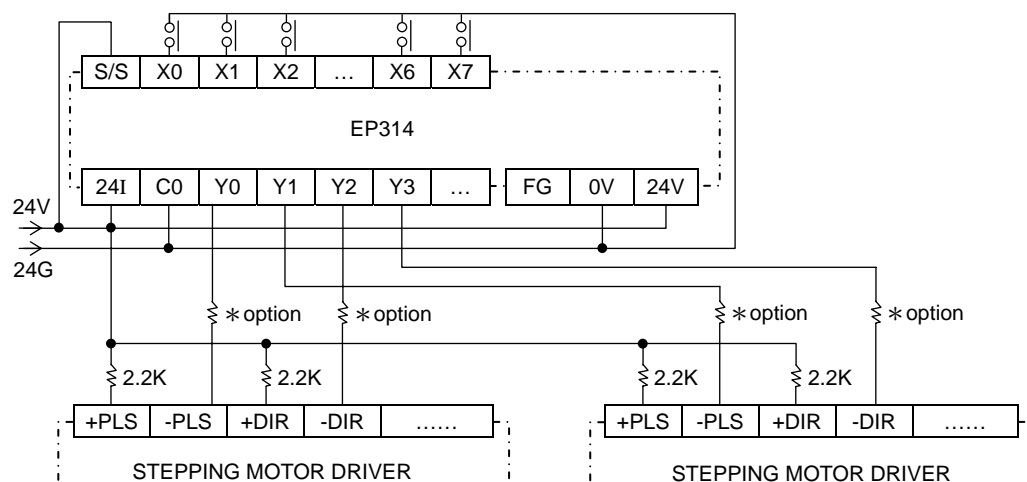 S/S X0 X1 X2 … X6 X7
EP314
24I C0 Y0 Y1 Y2 Y3 … FG 0V 24V
24V
24G
＊option ＊option ＊option ＊option
2.2K 2.2K 2.2K 2.2K
+PLS -PLS +DIR -DIR …… +PLS -PLS +DIR -DIR ……
STEPPING MOTOR DRIVER STEPPING MOTOR DRIVER